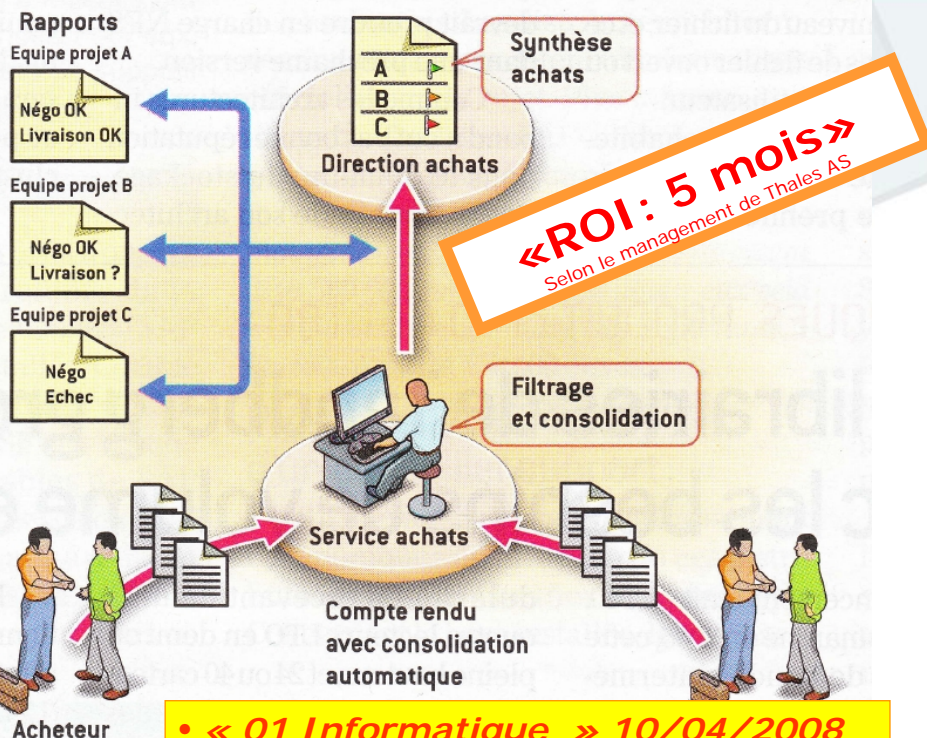 Rapports
Equipe projet A
Négo OK
Livraison OK
Equipe projet B
Négo OK
Livraison ?
Equipe projet C
Négo
Echec
A
B
C
Direction achats
Synthèse
achats
«ROI : 5 mois»
Selon le management de Thales AS
Filtrage
et consolidation
Service achats
Compte rendu
avec consolidation
automatique
Acheteur
• « 01 Informatique » 10/04/2008